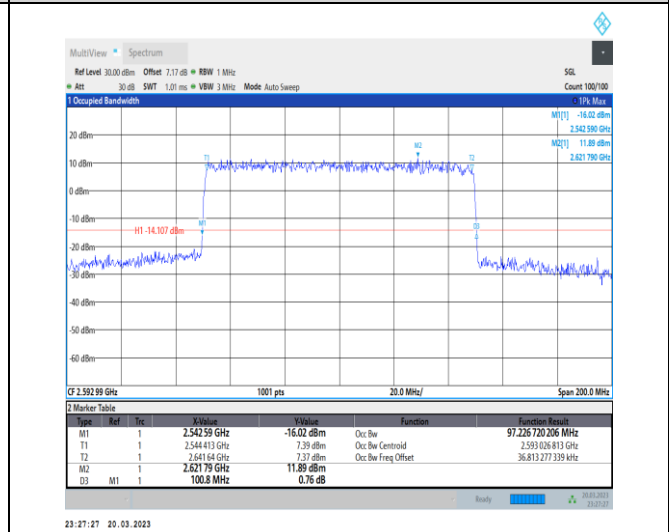 MultiView Spectrum
Ref Level 30.00 dBm Offset 7.17 dB RBW 1 MHz SGL
Att 30 dB SWT 1.01 ms VBW 3 MHz Mode Auto Sweep Count 100/100
1 Occupied Bandwidth 1Pk Max
M1[1] -16.02 dBm
2.542 590 GHz
M2[1] 11.89 dBm
2.621 790 GHz
20 dBm
M2
T1
T2
10 dBm
0 dBm
-10 dBm
M1
D3
H1 -14.107 dBm
-20 dBm
-30 dBm
-40 dBm
-50 dBm
-60 dBm
CF 2.592 99 GHz 1001 pts 20.0 MHz/ Span 200.0 MHz
2 Marker Table
Type Ref Trc X-Value Y-Value Function Function Result
M1 1 2.542 59 GHz -16.02 dBm Occ Bw 97.226 720 206 MHz
T1 1 2.544 413 GHz 7.39 dBm Occ Bw Centroid 2.593 026 813 GHz
T2 1 2.641 64 GHz 7.37 dBm Occ Bw Freq Offset 36.813 277 339 kHz
M2 1 2.621 79 GHz 11.89 dBm
D3 M1 1 100.8 MHz 0.76 dB
Ready 20.03.2023
23:27:27
23:27:27 20.03.2023